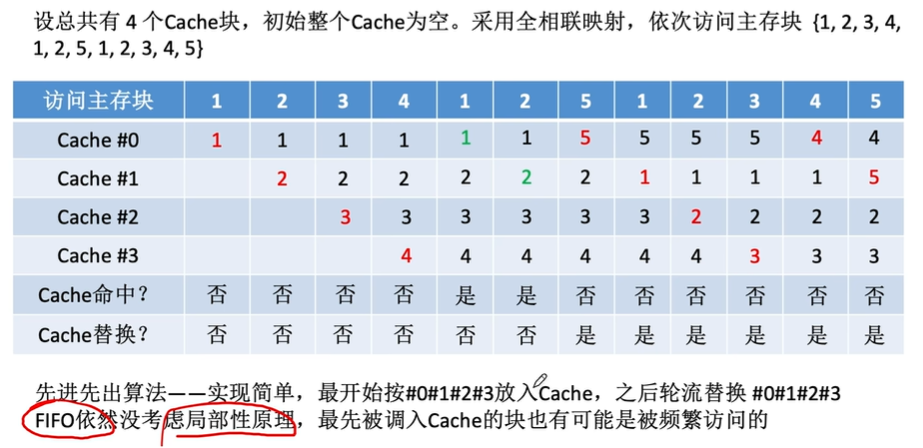 设总共有 4 个Cache块，初始整个Cache为空。采用全相联映射，依次访问主存块 {1, 2, 3, 4,
1, 2, 5, 1, 2, 3, 4, 5}
访问主存块 1 2 3 4 1 2 5 1 2 3 4 5
Cache #0 1 1 1 1 1 1 5 5 5 5 4 4
Cache #1 2 2 2 2 2 2 1 1 1 1 5
Cache #2 3 3 3 3 3 3 2 2 2 2
Cache #3 4 4 4 4 4 4 3 3 3
Cache命中？ 否 否 否 否 是 是 否 否 否 否 否 否
Cache替换？ 否 否 否 否 否 否 是 是 是 是 是 是
先进先出算法——实现简单，最开始按#0#1#2#3放入Cache，之后轮流替换 #0#1#2#3
FIFO依然没考虑局部性原理，最先被调入Cache的块也有可能是被频繁访问的